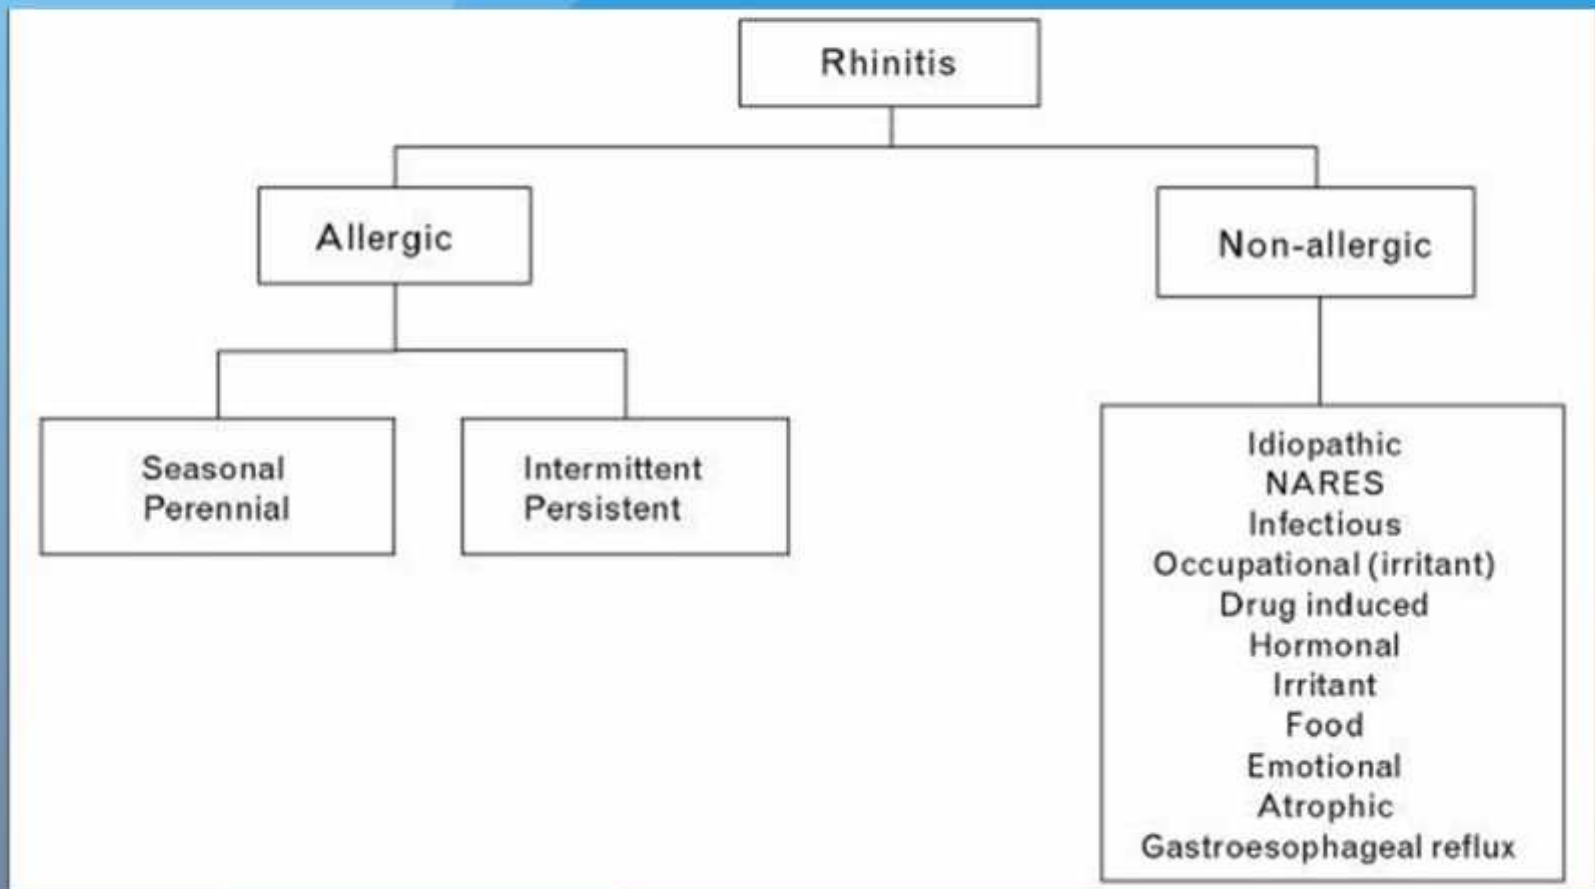 Rhinitis
Allergic
Non-allergic
Seasonal
Perennial
Intermittent
Persistent
Idiopathic
NARES
Infectious
Occupational (irritant)
Drug induced
Hormonal
Irritant
Food
Emotional
Atrophic
Gastroesophageal reflux